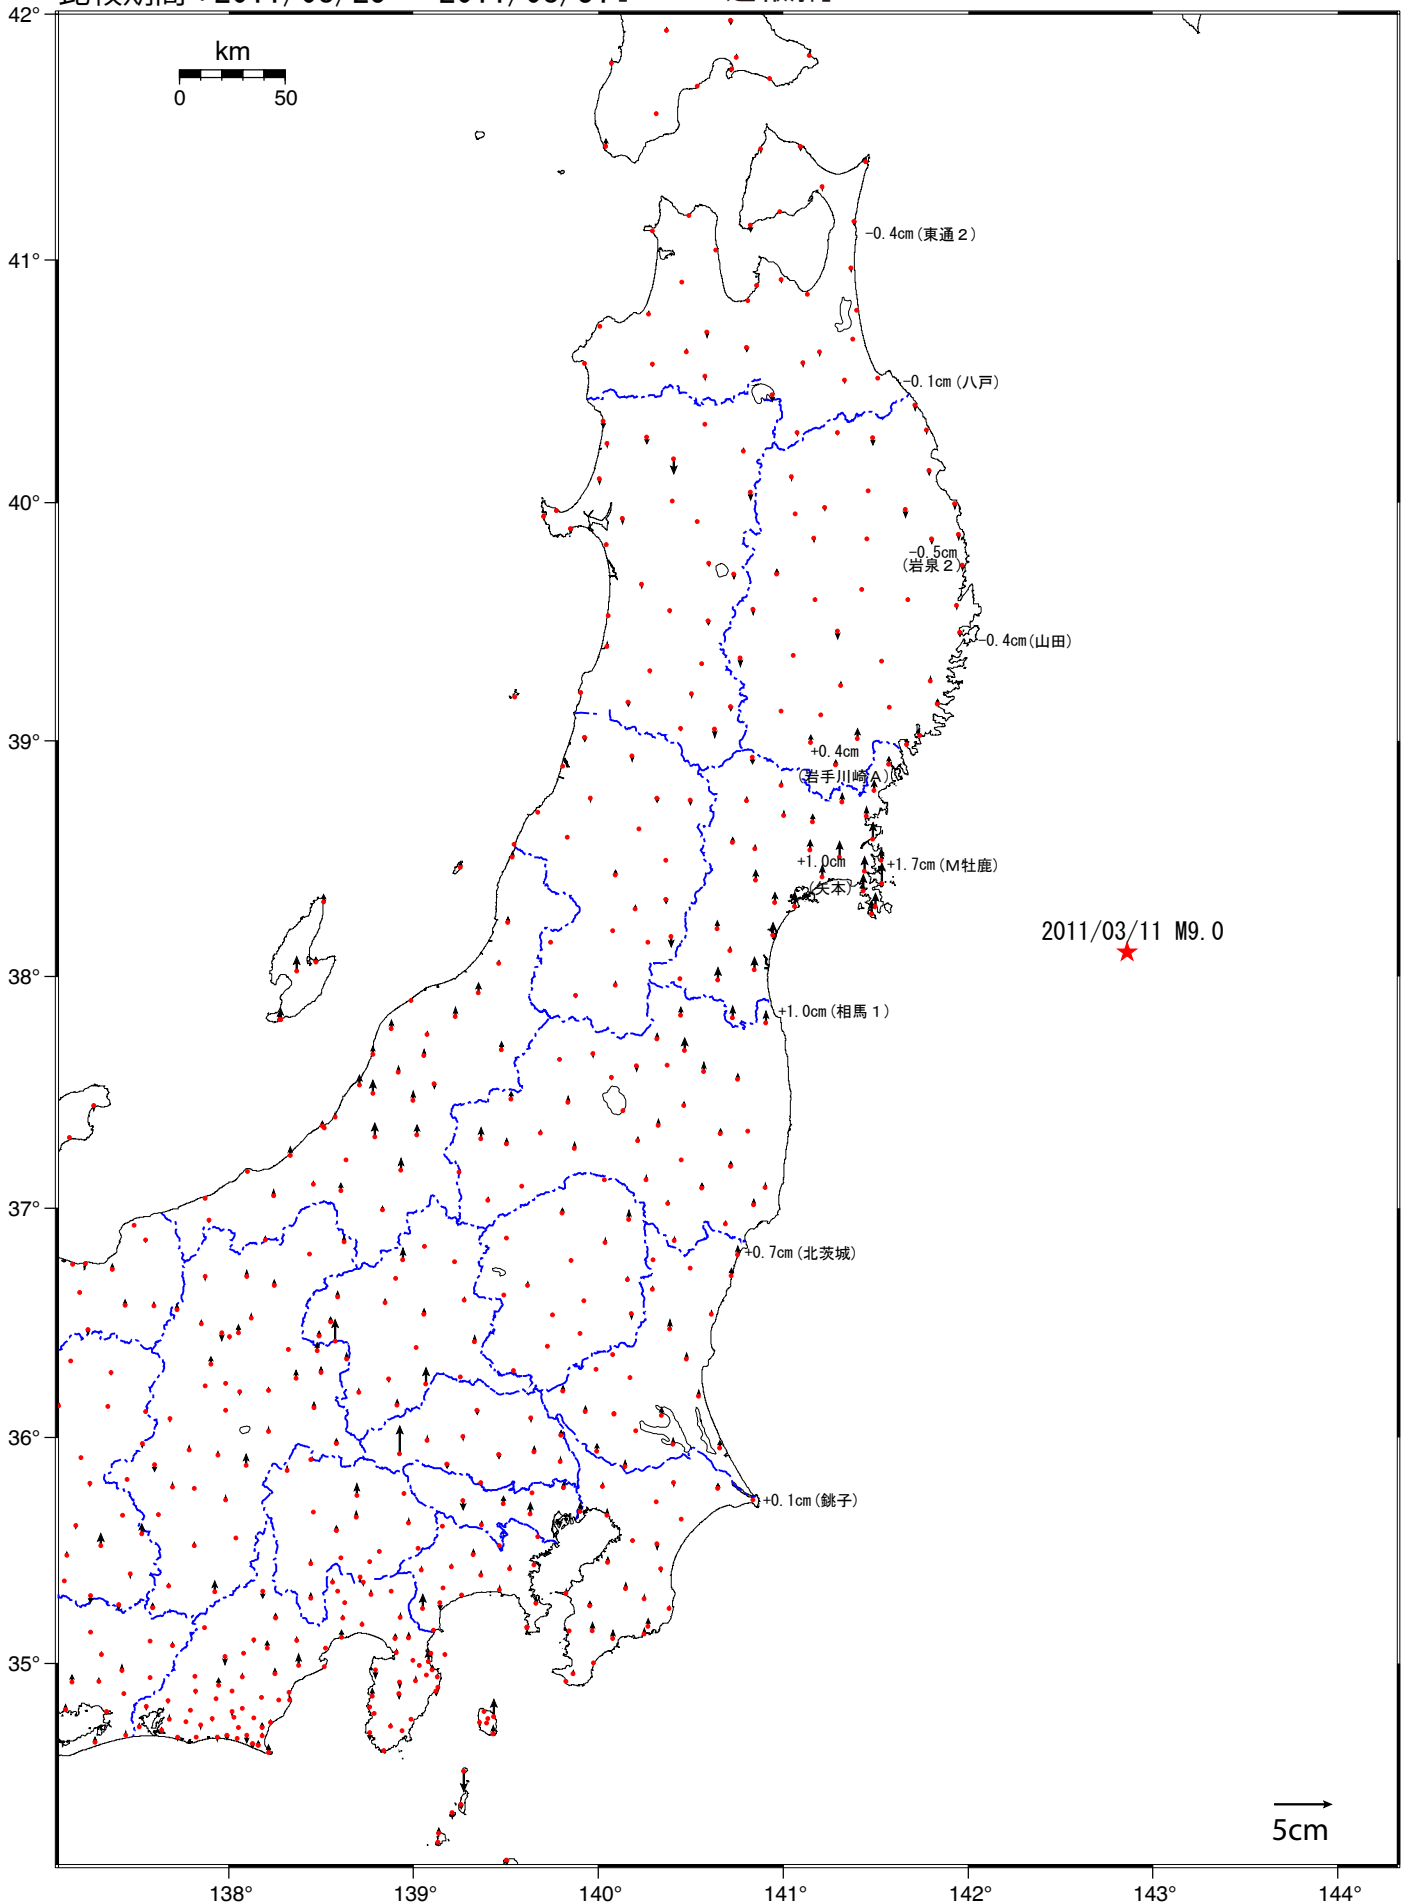 km
0 50
42°
41°
40°
39°
38°
37°
36°
35°
-0.4cm(東通2)
-0.1cm(八戸)
-0.5cm
(岩泉2)
-0.4cm(山田)
+0.4cm
(岩手川崎A)
+1.0cm
(矢本)
+1.7cm(M牡鹿)
2011/03/11 M9.0
+1.0cm(相馬1)
+0.7cm(北茨城)
+0.1cm(銚子)
5cm
138° 139° 140° 141° 142° 143° 144°